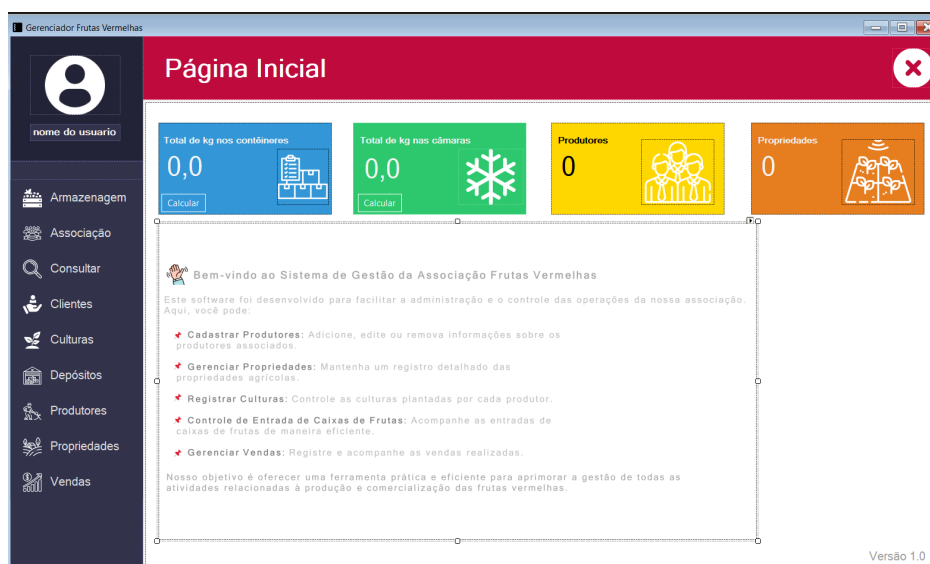 Gerenciador Frutas Vermelhas
Página Inicial
nome do usuario
Armazenagem
Associação
Consultar
Clientes
Culturas
Depósitos
Produtores
Propriedades
Vendas
Total de kg nos contêineres
0,0
Calcular
Total de kg nas câmaras
0,0
Calcular
Produtores
0
Propriedades
0
Bem-vindo ao Sistema de Gestão da Associação Frutas Vermelhas
Este software foi desenvolvido para facilitar a administração e o controle das operações da nossa associação.
Aqui, você pode:
Cadastrar Produtores: Adicione, edite ou remova informações sobre os
produtores associados.
Gerenciar Propriedades: Mantenha um registro detalhado das
propriedades agrícolas.
Registrar Culturas: Controle as culturas plantadas por cada produtor.
Controle de Entrada de Caixas de Frutas: Acompanhe as entradas de
caixas de frutas de maneira eficiente.
Gerenciar Vendas: Registre e acompanhe as vendas realizadas.
Nosso objetivo é oferecer uma ferramenta prática e eficiente para aprimorar a gestão de todas as
atividades relacionadas à produção e comercialização das frutas vermelhas.
Versão 1.0